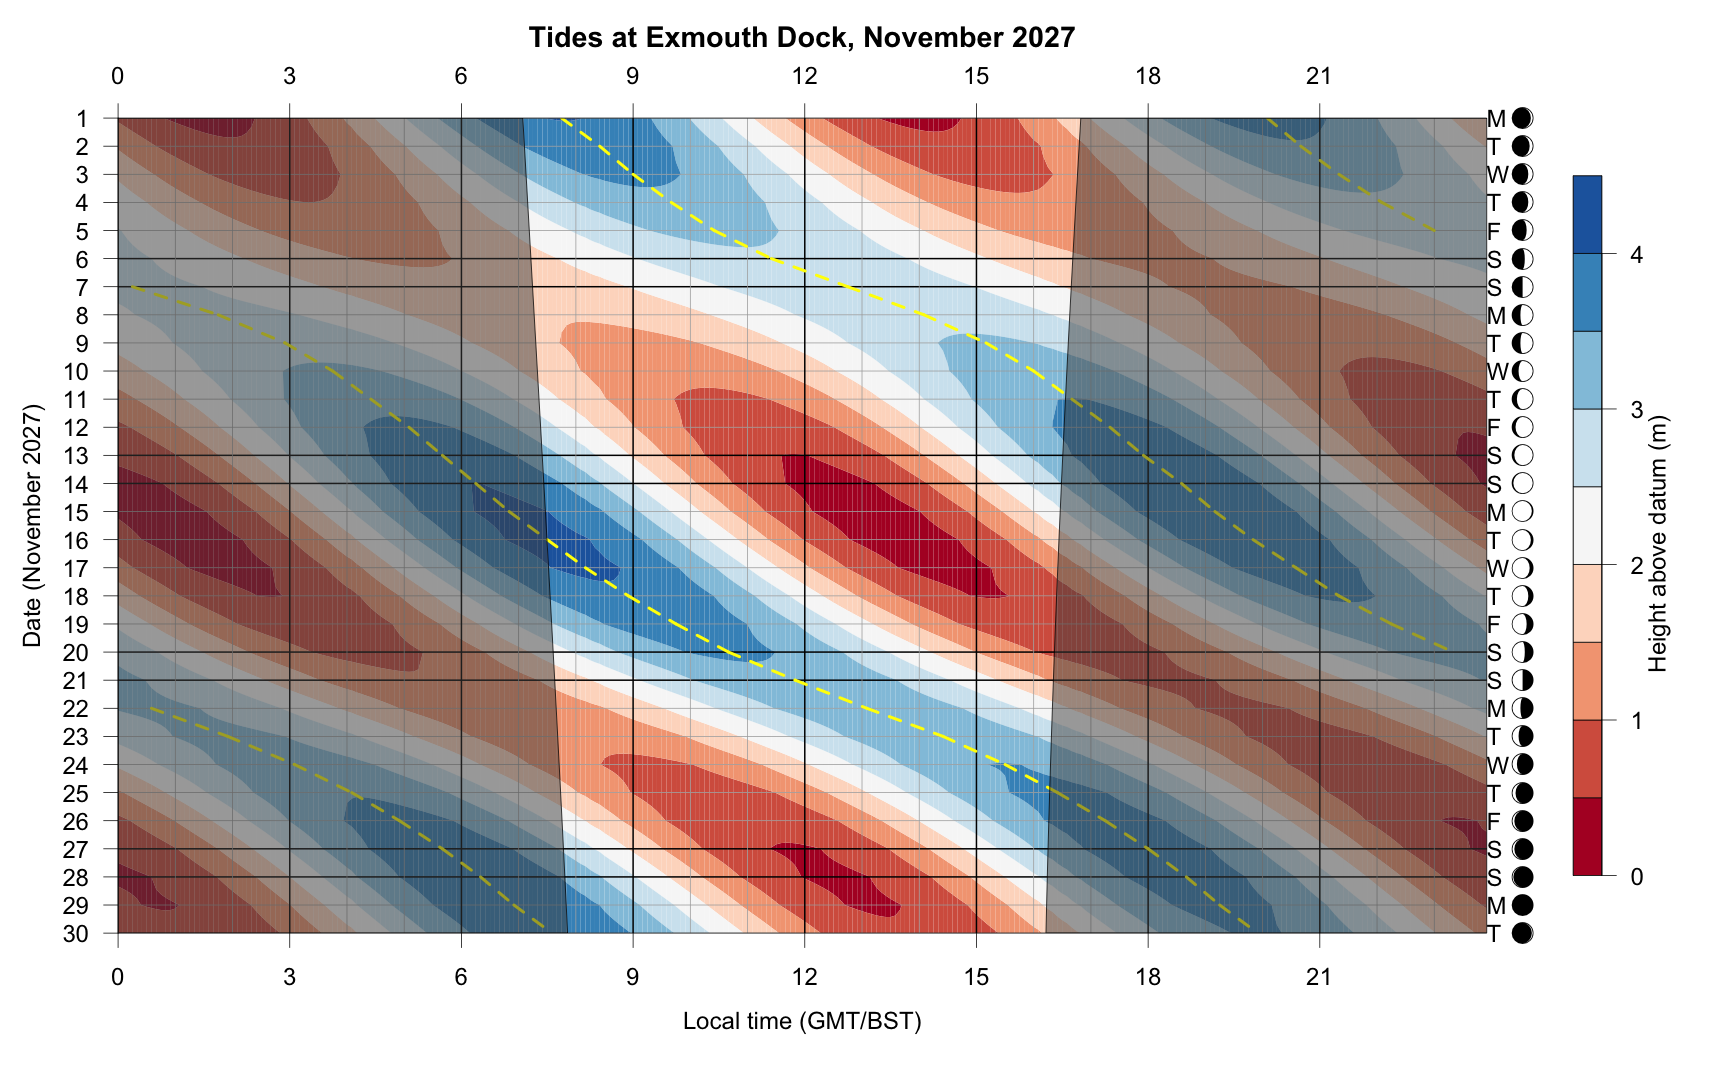 Tides at Exmouth Dock, November 2027
0 3 6 9 12 15 18 21
1 M
2 T
3 W
4 T
5 F
6 S
7 S
8 M
9 T
10 W
11 T
12 F
13 S
14 S
15 M
16 T
17 W
18 T
19 F
20 S
21 S
22 M
23 T
24 W
25 T
26 F
27 S
28 S
29 M
30 T
0 3 6 9 12 15 18 21
Local time (GMT/BST)
Date (November 2027)
4
3
2
1
0
Height above datum (m)